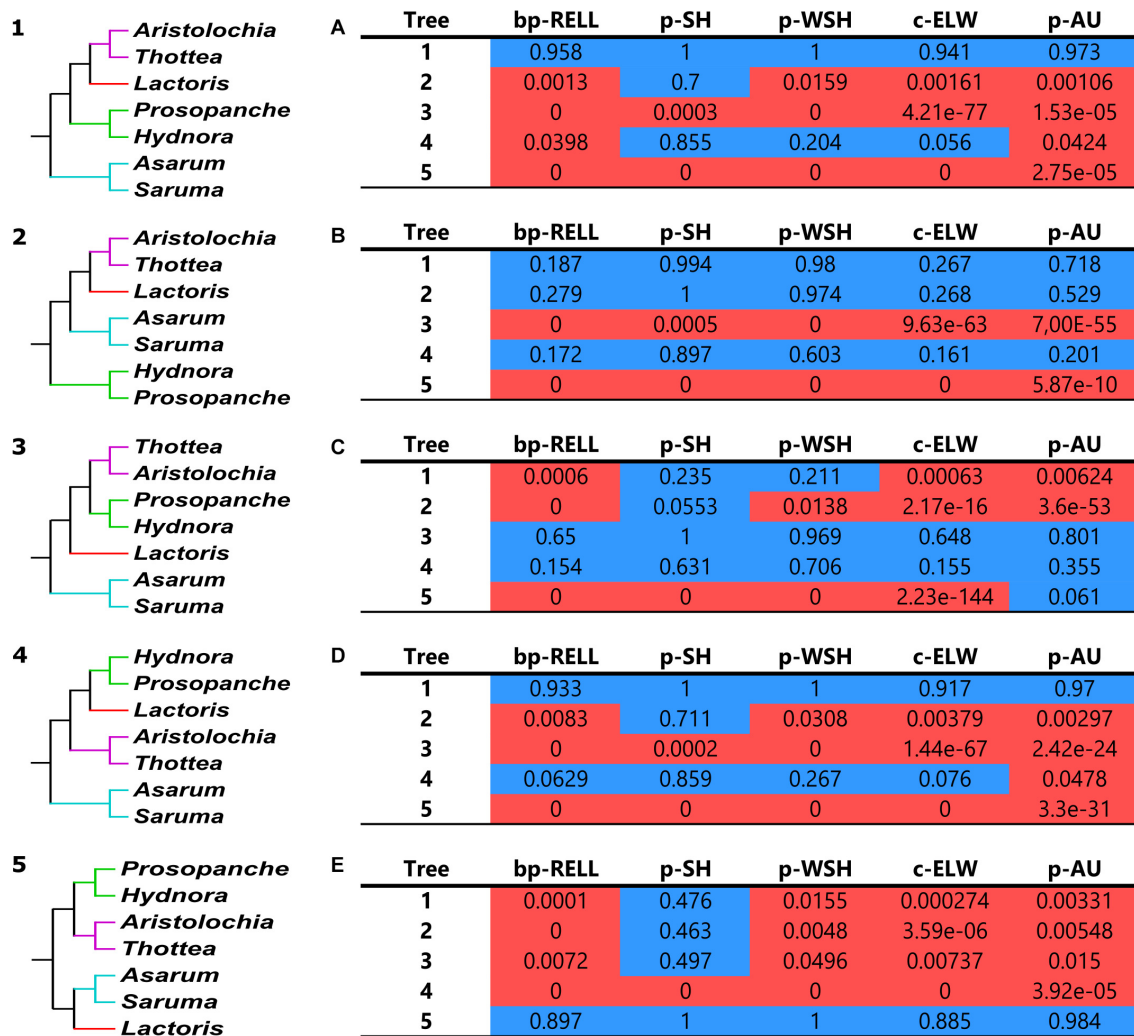 1
Aristolochia
Thottea
Lactoris
Prosopanche
Hydnora
Asarum
Saruma
A
Tree bp-RELL p-SH p-WSH c-ELW p-AU
1 0.958 1 1 0.941 0.973
2 0.0013 0.7 0.0159 0.00161 0.00106
3 0 0.0003 0 4.21e-77 1.53e-05
4 0.0398 0.855 0.204 0.056 0.0424
5 0 0 0 0 2.75e-05
2
Aristolochia
Thottea
Lactoris
Asarum
Saruma
Hydnora
Prosopanche
B
Tree bp-RELL p-SH p-WSH c-ELW p-AU
1 0.187 0.994 0.98 0.267 0.718
2 0.279 1 0.974 0.268 0.529
3 0 0.0005 0 9.63e-63 7,00E-55
4 0.172 0.897 0.603 0.161 0.201
5 0 0 0 0 5.87e-10
3
Thottea
Aristolochia
Prosopanche
Hydnora
Lactoris
Asarum
Saruma
C
Tree bp-RELL p-SH p-WSH c-ELW p-AU
1 0.0006 0.235 0.211 0.00063 0.00624
2 0 0.0553 0.0138 2.17e-16 3.6e-53
3 0.65 1 0.969 0.648 0.801
4 0.154 0.631 0.706 0.155 0.355
5 0 0 0 2.23e-144 0.061
4
Hydnora
Prosopanche
Lactoris
Aristolochia
Thottea
Asarum
Saruma
D
Tree bp-RELL p-SH p-WSH c-ELW p-AU
1 0.933 1 1 0.917 0.97
2 0.0083 0.711 0.0308 0.00379 0.00297
3 0 0.0002 0 1.44e-67 2.42e-24
4 0.0629 0.859 0.267 0.076 0.0478
5 0 0 0 0 3.3e-31
5
Prosopanche
Hydnora
Aristolochia
Thottea
Asarum
Saruma
Lactoris
E
Tree bp-RELL p-SH p-WSH c-ELW p-AU
1 0.0001 0.476 0.0155 0.000274 0.00331
2 0 0.463 0.0048 3.59e-06 0.00548
3 0.0072 0.497 0.0496 0.00737 0.015
4 0 0 0 0 3.92e-05
5 0.897 1 1 0.885 0.984